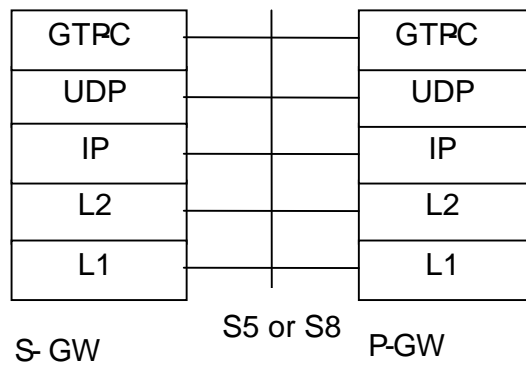 GTP-C GTP-C
UDP UDP
IP IP
L2 L2
L1 L1
S-GW S5 or S8 P-GW